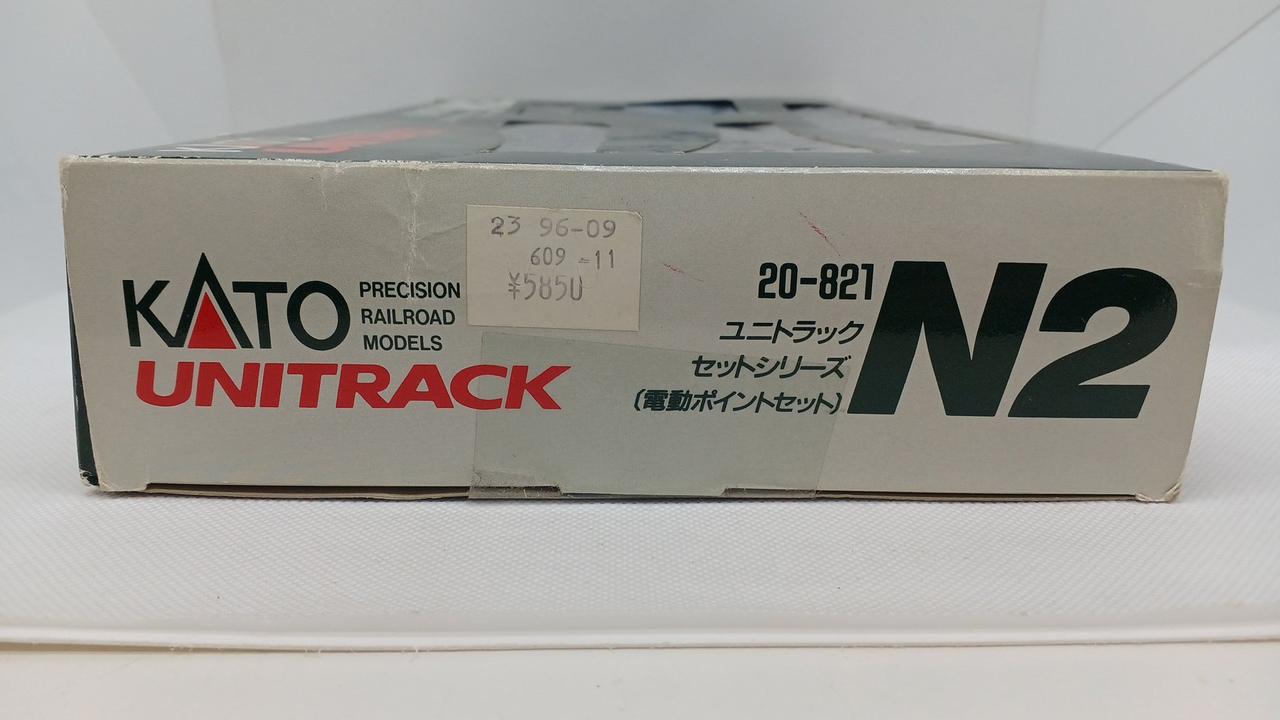 KATO
PRECISION
RAILROAD
MODELS
UNITRACK
23 96-09
609 -11
¥5850
20-821
ユニトラック
セットシリーズ
(電動ポイントセット)
N2